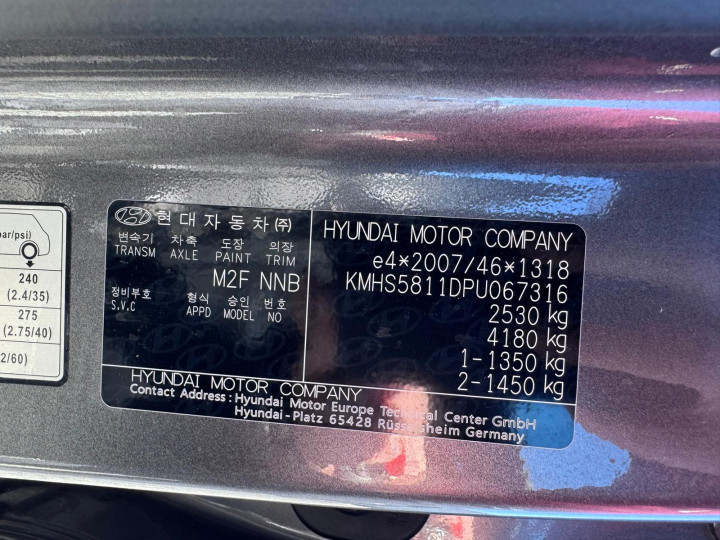 bar/psi)
240
(2.4/35)
275
(2.75/40)
2/60)
현대자동차(주)
변속기 차축 도장 의장
TRANSM AXLE PAINT TRIM
M2F NNB
정비부호 형식 승인 번호
S.V.C APPD MODEL NO
HYUNDAI MOTOR COMPANY
e4*2007/46*1318
KMHS5811DPU067316
2530 kg
4180 kg
1-1350 kg
2-1450 kg
HYUNDAI MOTOR COMPANY
Contact Address : Hyundai Motor Europe Technical Center GmbH
Hyundai-Platz 65428 Rüsselsheim Germany